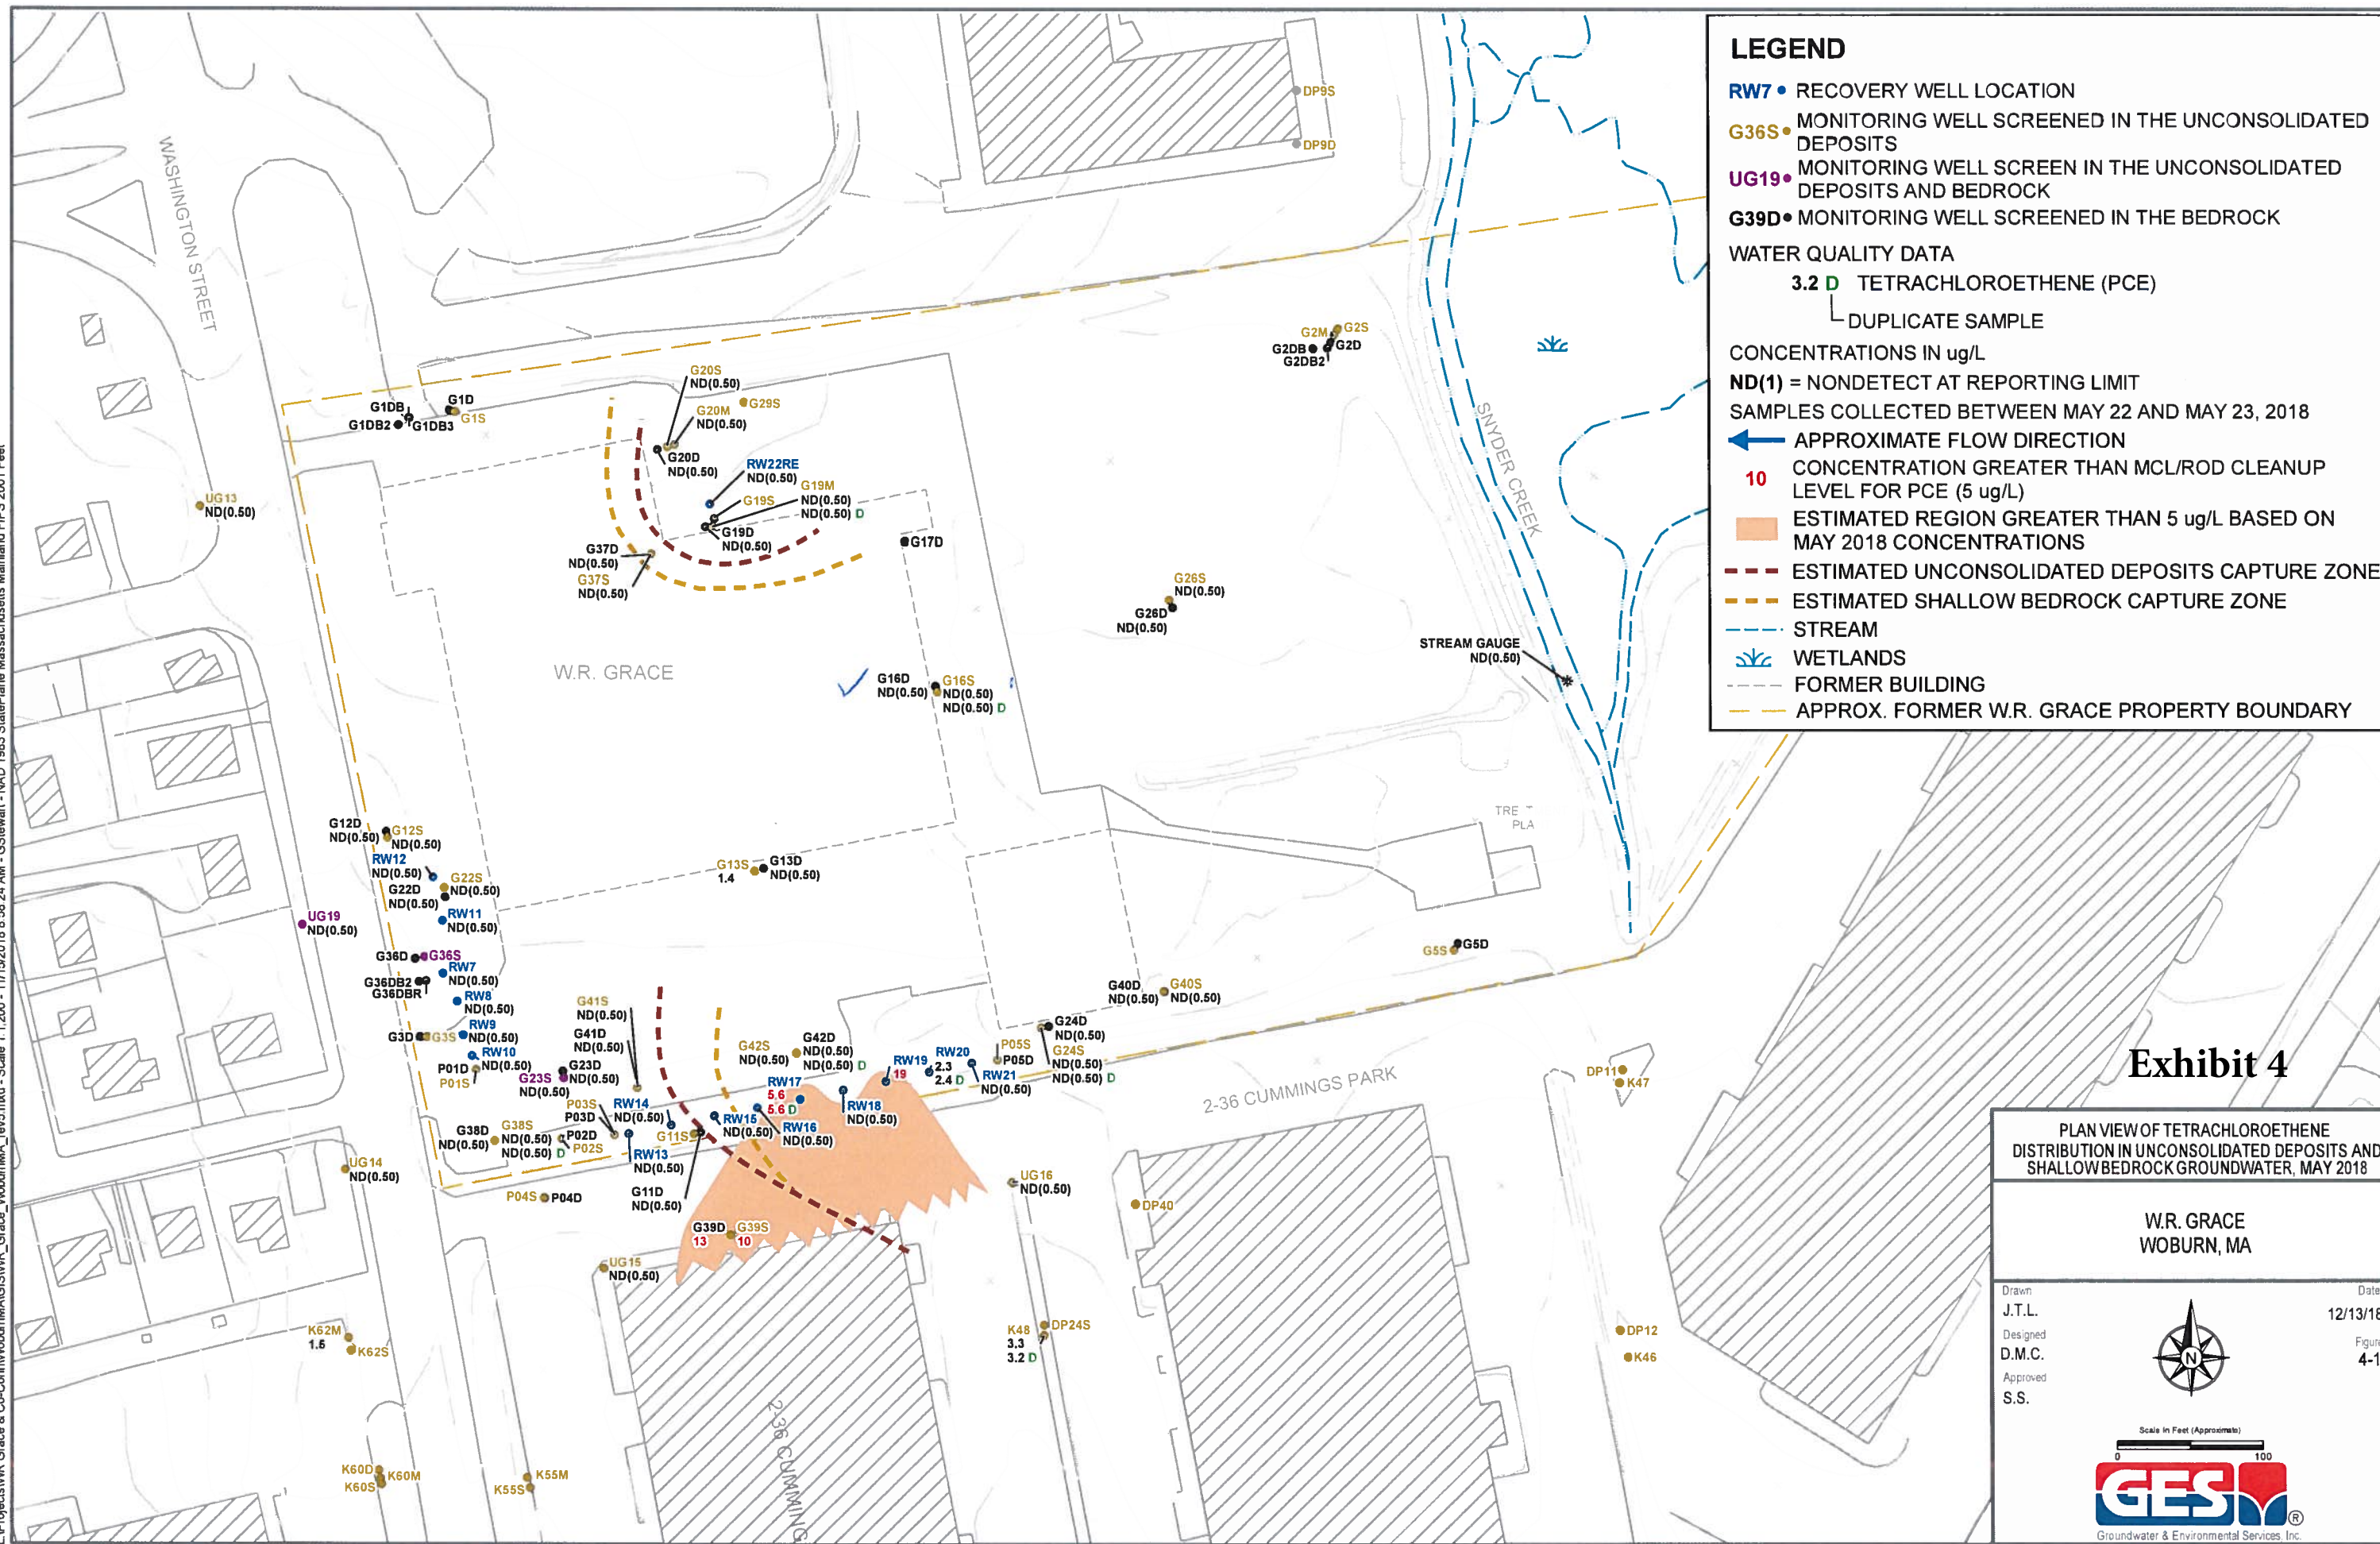 LEGEND
RW7 RECOVERY WELL LOCATION
G36S MONITORING WELL SCREENED IN THE UNCONSOLIDATED
DEPOSITS
UG19 MONITORING WELL SCREEN IN THE UNCONSOLIDATED
DEPOSITS AND BEDROCK
G39D MONITORING WELL SCREENED IN THE BEDROCK
WATER QUALITY DATA
3.2 D TETRACHLOROETHENE (PCE)
DUPLICATE SAMPLE
CONCENTRATIONS IN ug/L
ND(1) = NONDETECT AT REPORTING LIMIT
SAMPLES COLLECTED BETWEEN MAY 22 AND MAY 23, 2018
APPROXIMATE FLOW DIRECTION
10 CONCENTRATION GREATER THAN MCL/ROD CLEANUP
LEVEL FOR PCE (5 ug/L)
ESTIMATED REGION GREATER THAN 5 ug/L BASED ON
MAY 2018 CONCENTRATIONS
ESTIMATED UNCONSOLIDATED DEPOSITS CAPTURE ZONE
ESTIMATED SHALLOW BEDROCK CAPTURE ZONE
STREAM
WETLANDS
FORMER BUILDING
APPROX. FORMER W.R. GRACE PROPERTY BOUNDARY
DP9S
DP9D
WASHINGTON STREET
SNYDER CREEK
G2M
G2S
G2DB
G2D
G2DB2
G20S
ND(0.50)
G20M
ND(0.50)
G29S
G1DB
G1D
G1S
G1DB2
G1DB3
G20D
ND(0.50)
RW22RE
ND(0.50)
G19S
G19M
ND(0.50)
ND(0.50) D
G19D
ND(0.50)
UG13
ND(0.50)
G37D
ND(0.50)
G37S
ND(0.50)
G17D
G26S
ND(0.50)
G26D
ND(0.50)
STREAM GAUGE
ND(0.50)
W.R. GRACE
G16D
ND(0.50)
G16S
ND(0.50)
ND(0.50) D
TRE
PLA
G12D
ND(0.50)
G12S
ND(0.50)
RW12
ND(0.50)
G22D
ND(0.50)
G22S
ND(0.50)
RW11
ND(0.50)
G13S
1.4
G13D
ND(0.50)
UG19
ND(0.50)
G36D
G36S
RW7
ND(0.50)
G36DB2
G36DBR
RW8
ND(0.50)
G3D
G3S
RW9
ND(0.50)
RW10
ND(0.50)
P01D
P01S
G5S
G5D
G40D
ND(0.50)
G40S
ND(0.50)
G41S
ND(0.50)
G41D
ND(0.50)
G23D
ND(0.50)
G23S
ND(0.50)
G42S
ND(0.50)
G42D
ND(0.50)
ND(0.50) D
RW19
19
RW20
2.3
2.4 D
RW21
ND(0.50)
P05S
P05D
G24D
ND(0.50)
G24S
ND(0.50)
ND(0.50) D
P03S
P03D
RW14
ND(0.50)
RW17
5.6
5.6 D
RW18
ND(0.50)
RW15
ND(0.50)
RW16
ND(0.50)
G11S
G38D
ND(0.50)
G38S
ND(0.50)
ND(0.50)
D
P02D
P02S
RW13
ND(0.50)
G11D
ND(0.50)
UG14
ND(0.50)
P04S
P04D
G39D
13
G39S
10
UG15
ND(0.50)
UG16
ND(0.50)
2-36 CUMMINGS PARK
DP11
K47
DP40
K62M
1.5
K62S
K48
3.3
3.2 D
DP24S
DP12
K46
K60D
K60M
K60S
K55M
K55S
2-36 CUMMING
Exhibit 4
PLAN VIEW OF TETRACHLOROETHENE
DISTRIBUTION IN UNCONSOLIDATED DEPOSITS AND
SHALLOW BEDROCK GROUNDWATER, MAY 2018
W.R. GRACE
WOBURN, MA
Drawn
J.T.L.
Date
12/13/18
Designed
D.M.C.
Figure
4-1
Approved
S.S.
N
Scale In Feet (Approximate)
0 100
GES
®
Groundwater & Environmental Services, Inc.